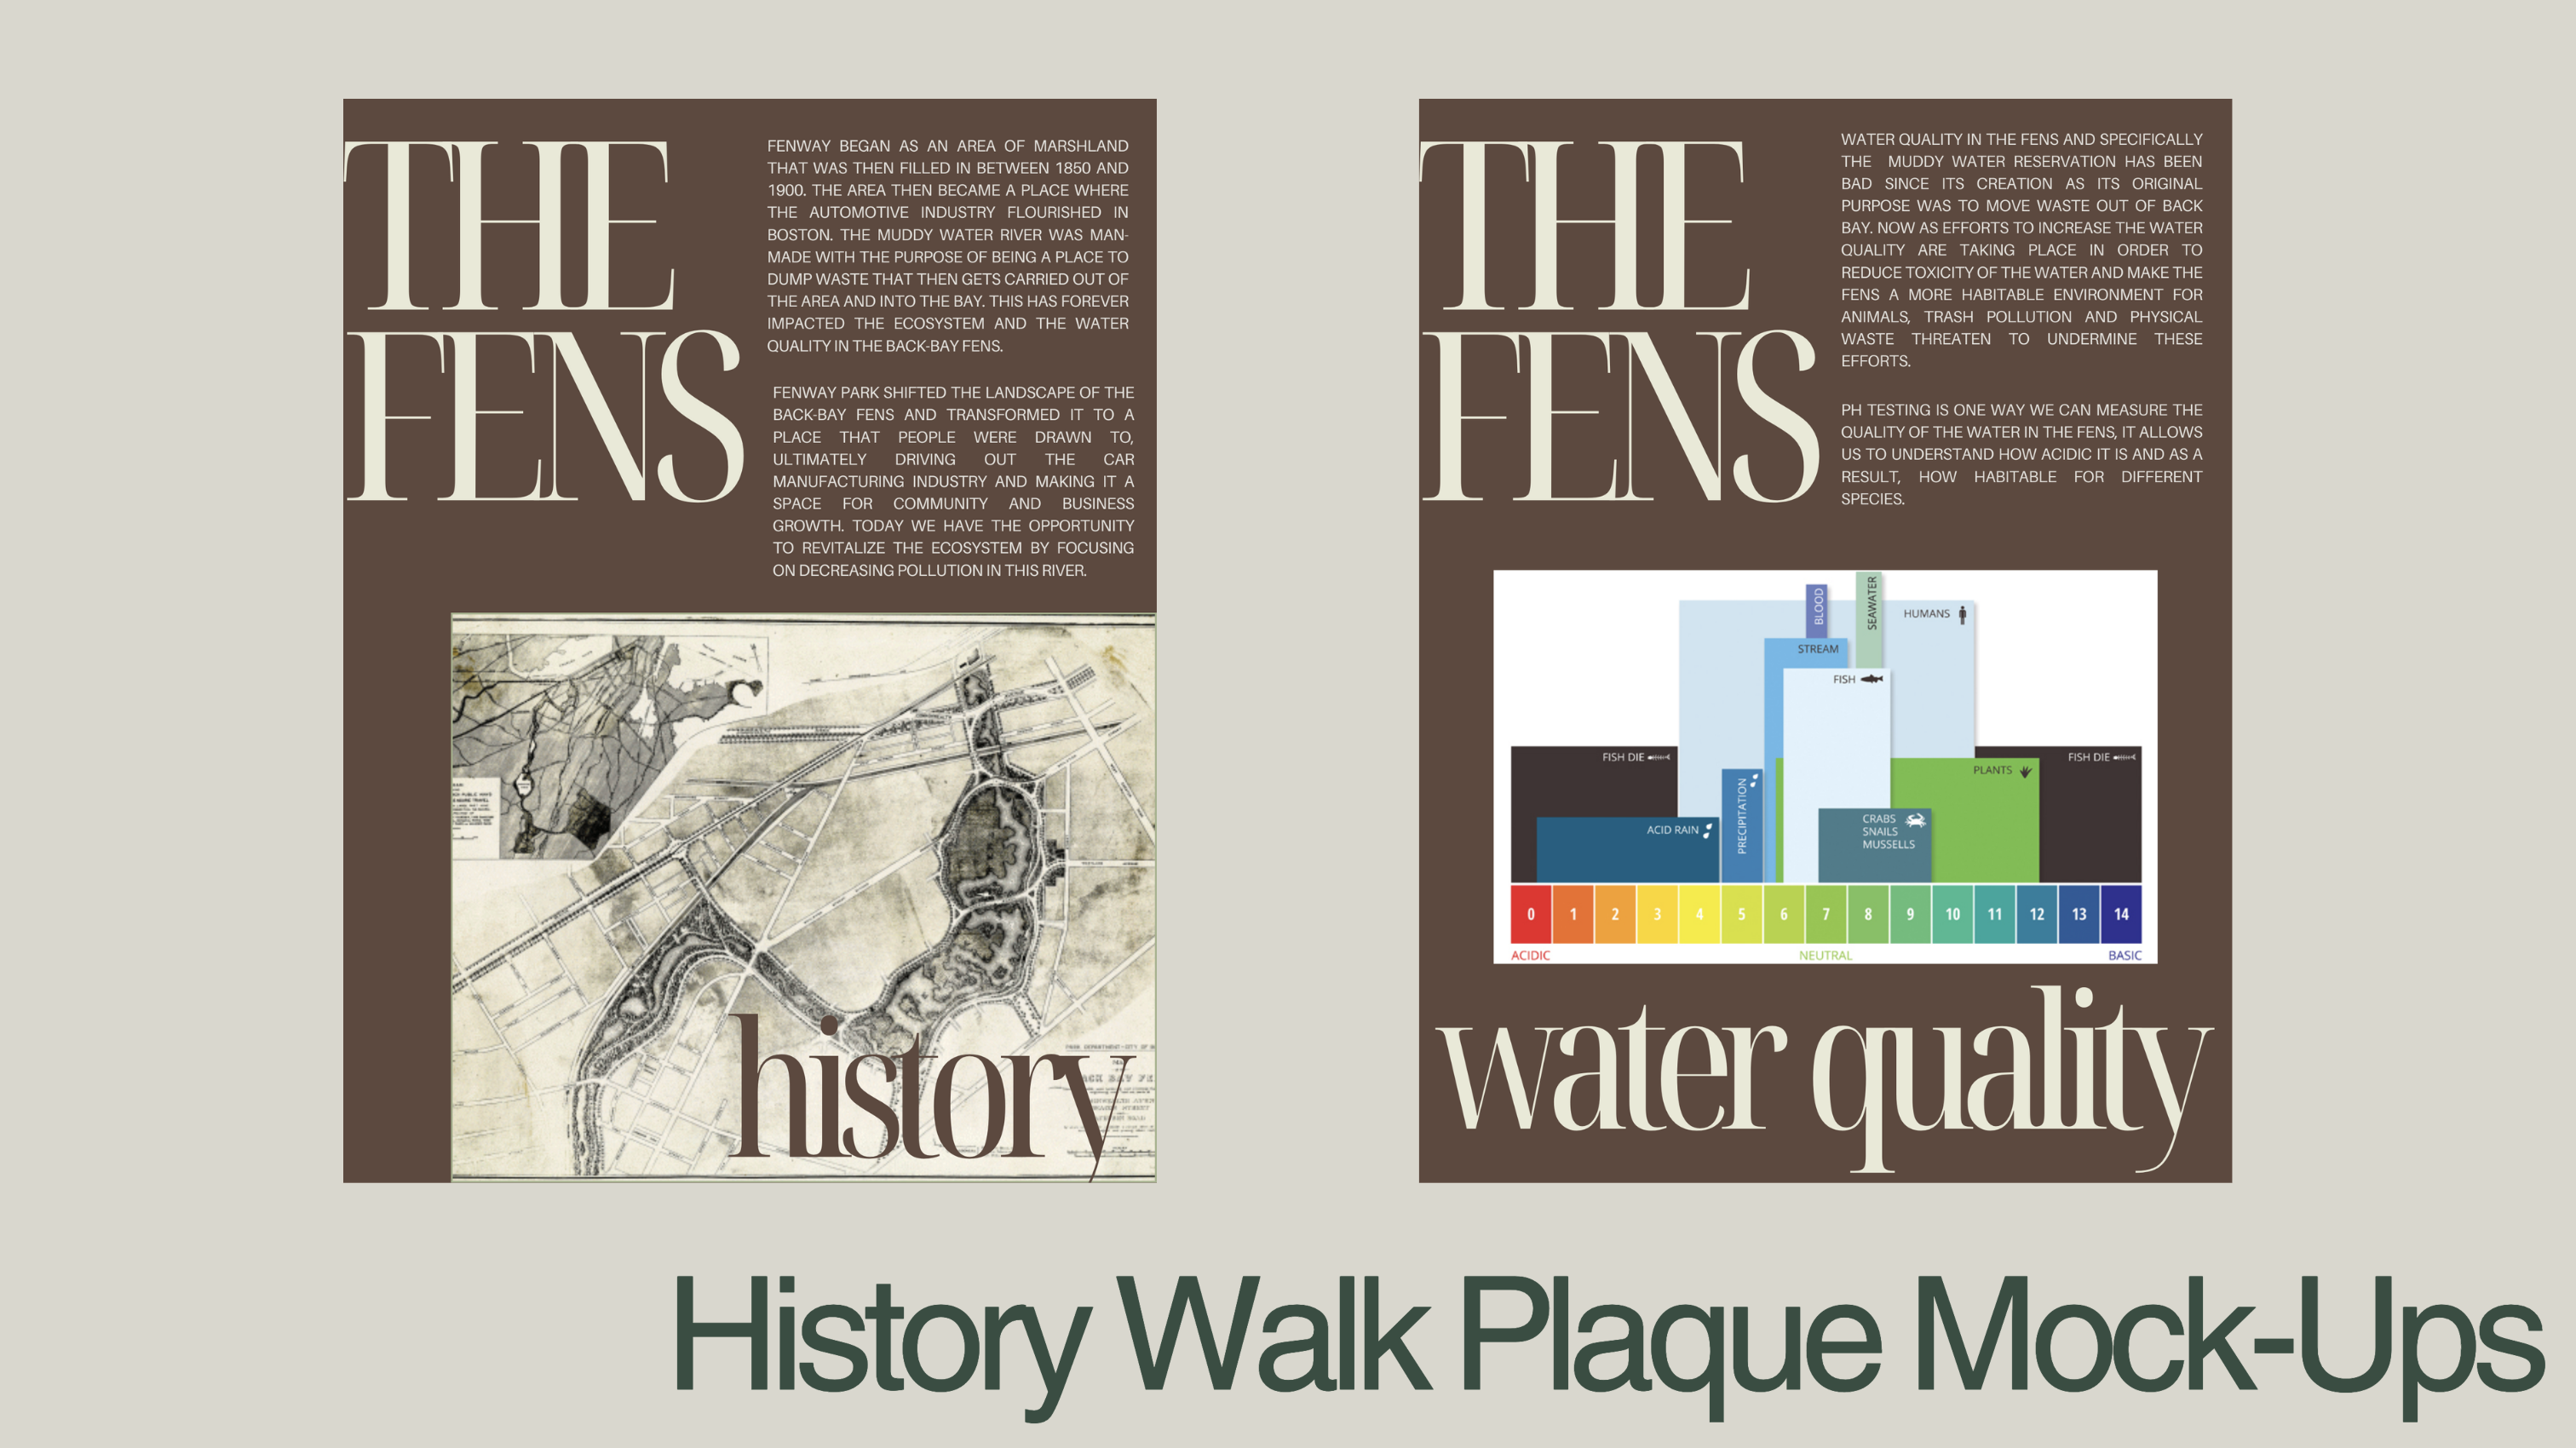 THE
FENS
FENWAY BEGAN AS AN AREA OF MARSHLAND
THAT WAS THEN FILLED IN BETWEEN 1850 AND
1900. THE AREA THEN BECAME A PLACE WHERE
THE AUTOMOTIVE INDUSTRY FLOURISHED IN
BOSTON. THE MUDDY WATER RIVER WAS MAN-
MADE WITH THE PURPOSE OF BEING A PLACE TO
DUMP WASTE THAT THEN GETS CARRIED OUT OF
THE AREA AND INTO THE BAY. THIS HAS FOREVER
IMPACTED THE ECOSYSTEM AND THE WATER
QUALITY IN THE BACK-BAY FENS.
FENWAY PARK SHIFTED THE LANDSCAPE OF THE
BACK-BAY FENS AND TRANSFORMED IT TO A
PLACE THAT PEOPLE WERE DRAWN TO,
ULTIMATELY DRIVING OUT THE CAR
MANUFACTURING INDUSTRY AND MAKING IT A
SPACE FOR COMMUNITY AND BUSINESS
GROWTH. TODAY WE HAVE THE OPPORTUNITY
TO REVITALIZE THE ECOSYSTEM BY FOCUSING
ON DECREASING POLLUTION IN THIS RIVER.
history
THE
FENS
WATER QUALITY IN THE FENS AND SPECIFICALLY
THE MUDDY WATER RESERVATION HAS BEEN
BAD SINCE ITS CREATION AS ITS ORIGINAL
PURPOSE WAS TO MOVE WASTE OUT OF BACK
BAY. NOW AS EFFORTS TO INCREASE THE WATER
QUALITY ARE TAKING PLACE IN ORDER TO
REDUCE TOXICITY OF THE WATER AND MAKE THE
FENS A MORE HABITABLE ENVIRONMENT FOR
ANIMALS, TRASH POLLUTION AND PHYSICAL
WASTE THREATEN TO UNDERMINE THESE
EFFORTS.
PH TESTING IS ONE WAY WE CAN MEASURE THE
QUALITY OF THE WATER IN THE FENS, IT ALLOWS
US TO UNDERSTAND HOW ACIDIC IT IS AND AS A
RESULT, HOW HABITABLE FOR DIFFERENT
SPECIES.
BLOOD
SEAWATER
HUMANS
STREAM
FISH
FISH DIE
FISH DIE
PLANTS
PRECIPITATION
ACID RAIN
CRABS
SNAILS
MUSSELLS
0 1 2 3 4 5 6 7 8 9 10 11 12 13 14
ACIDIC NEUTRAL BASIC
water quality
History Walk Plaque Mock-Ups